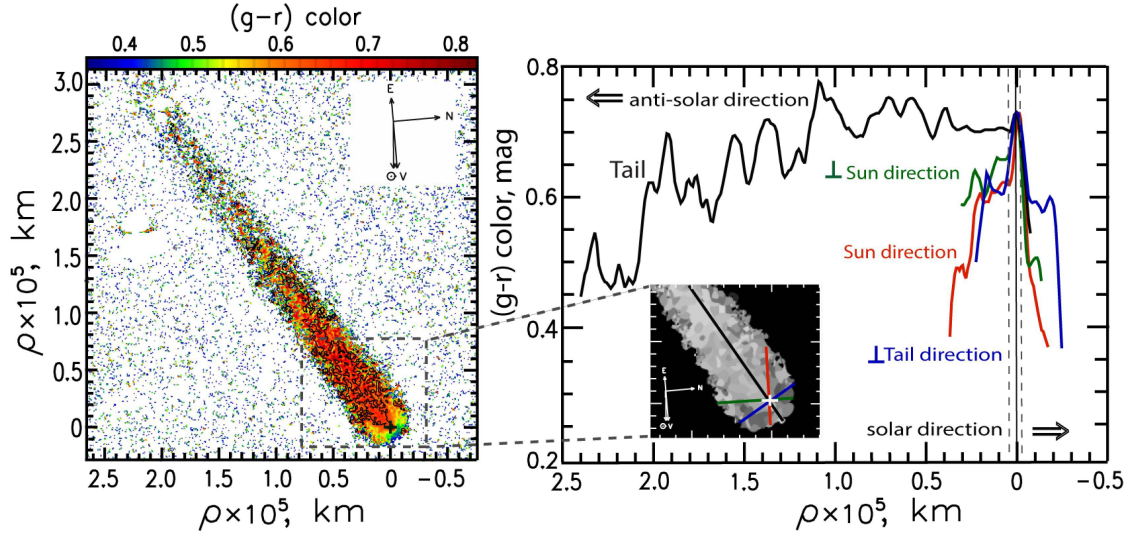 (g−r) color
0.4 0.5 0.6 0.7 0.8
3.0
2.5
2.0
1.5
1.0
0.5
0
ρ×10⁵, km
E
N
⊙ V
2.5 2.0 1.5 1.0 0.5 0 −0.5
ρ×10⁵, km
0.8
0.6
0.4
0.2
(g−r) color, mag
anti-solar direction
Tail
⊥ Sun direction
Sun direction
⊥Tail direction
solar direction
E
N
⊙ V
2.5 2.0 1.5 1.0 0.5 0 −0.5
ρ×10⁵, km